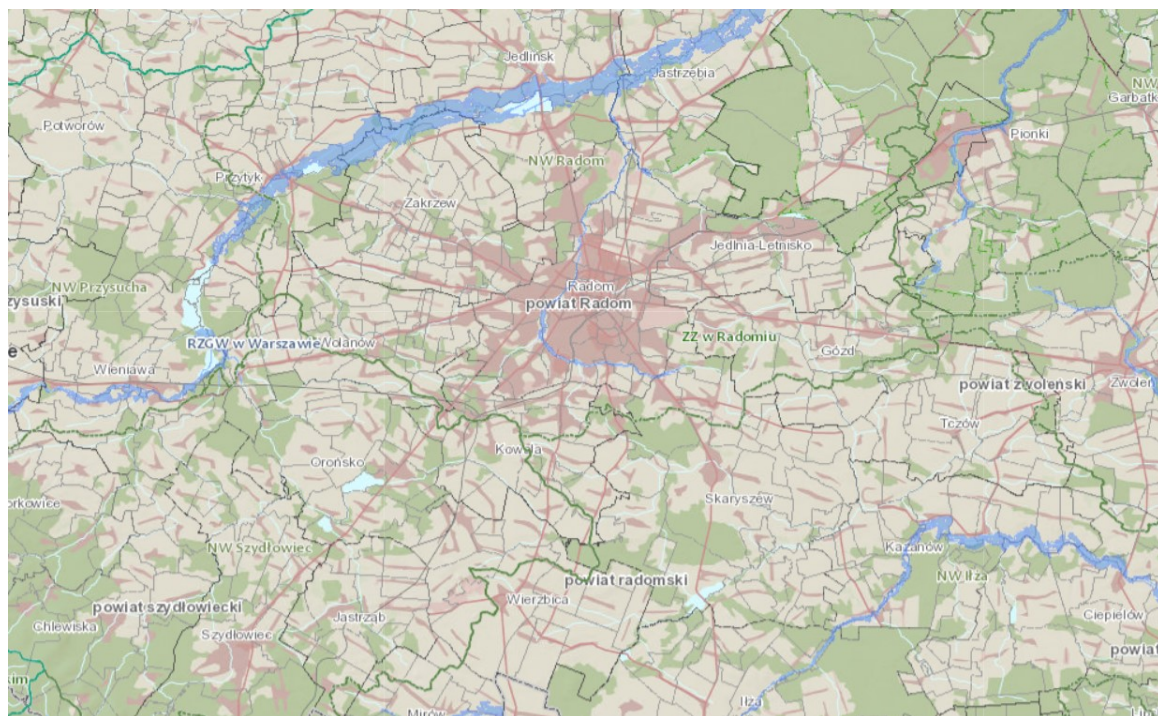 Jedlińsk
Jastrzębia
NW
Garbatk
Potworów
Pionki
NW Radom
Przytyk
Zakrzew
Jedlnia-Letnisko
NW Przysucha
zysuski
Radom
powiat Radom
RZGW w Warszawie
Wolanów
ZZ w Radomiu
Gózd
e
Wieniawa
powiat zwoleński
Zwoleń
Tczów
Kowala
Orońsko
Skaryszew
orkowice
NW Szydłowiec
Kazanów
powiat radomski
NW Iłża
Wierzbica
powiat szydłowiecki
Jastrząb
Ciepielów
Chlewiska
Szydłowiec
powiat
kim
Iłża
Mirów
Lip